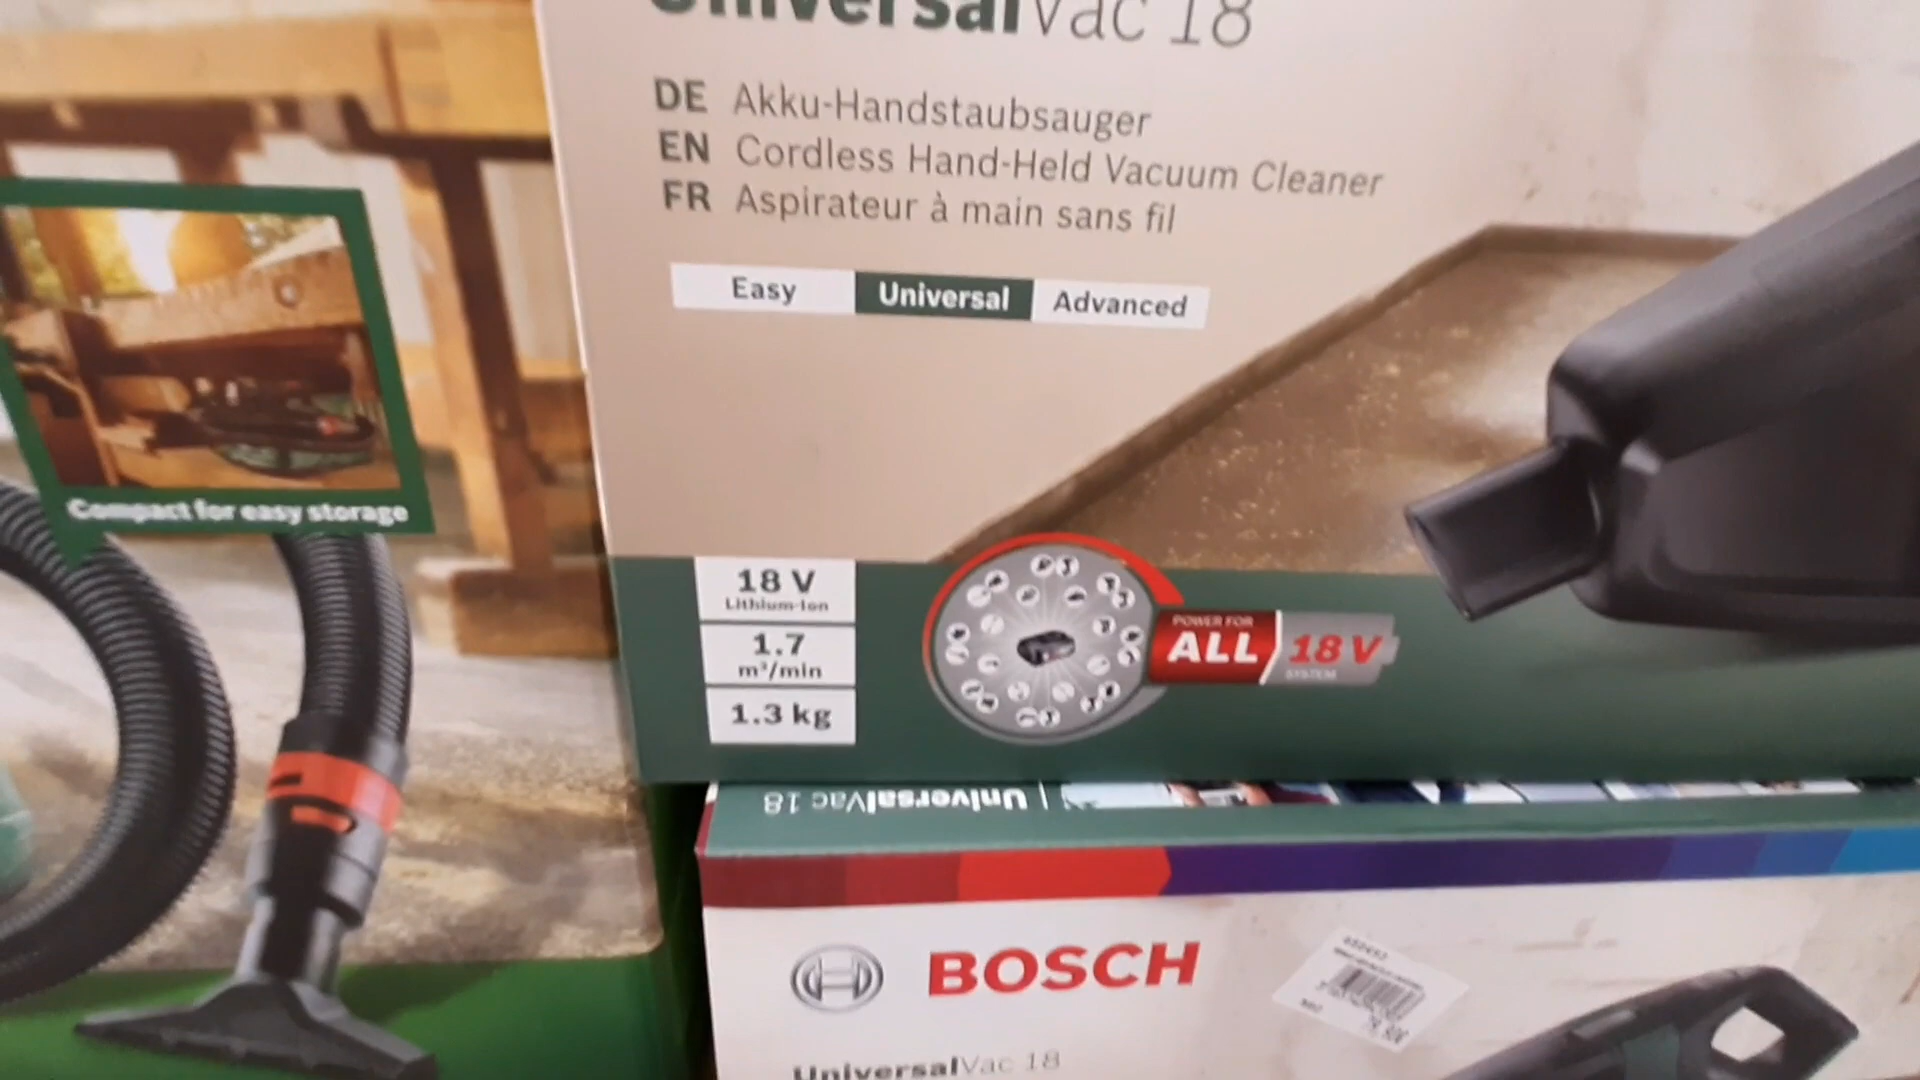 UniversalVac 18
DE Akku-Handstaubsauger
EN Cordless Hand-Held Vacuum Cleaner
FR Aspirateur à main sans fil
Easy Universal Advanced
Compact for easy storage
18 V
Lithium-Ion
1.7
m³/min
1.3 kg
POWER FOR
ALL 18 V
SYSTEM
UniversalVac 18
BOSCH
UniversalVac 18